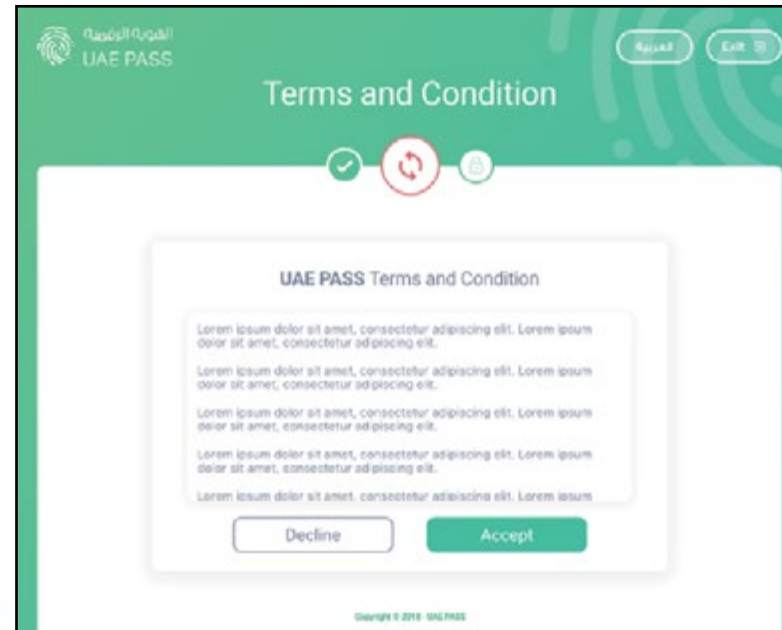 الهوية الرقمية
UAE PASS
العربية
Exit
Terms and Condition
UAE PASS Terms and Condition
Lorem ipsum dolor sit amet, consectetur adipiscing elit. Lorem ipsum
dolor sit amet, consectetur adipiscing elit.
Lorem ipsum dolor sit amet, consectetur adipiscing elit. Lorem ipsum
dolor sit amet, consectetur adipiscing elit.
Lorem ipsum dolor sit amet, consectetur adipiscing elit. Lorem ipsum
dolor sit amet, consectetur adipiscing elit.
Lorem ipsum dolor sit amet, consectetur adipiscing elit. Lorem ipsum
dolor sit amet, consectetur adipiscing elit.
Lorem ipsum dolor sit amet, consectetur adipiscing elit. Lorem ipsum
Decline
Accept
Copyright © 2018 - UAE PASS